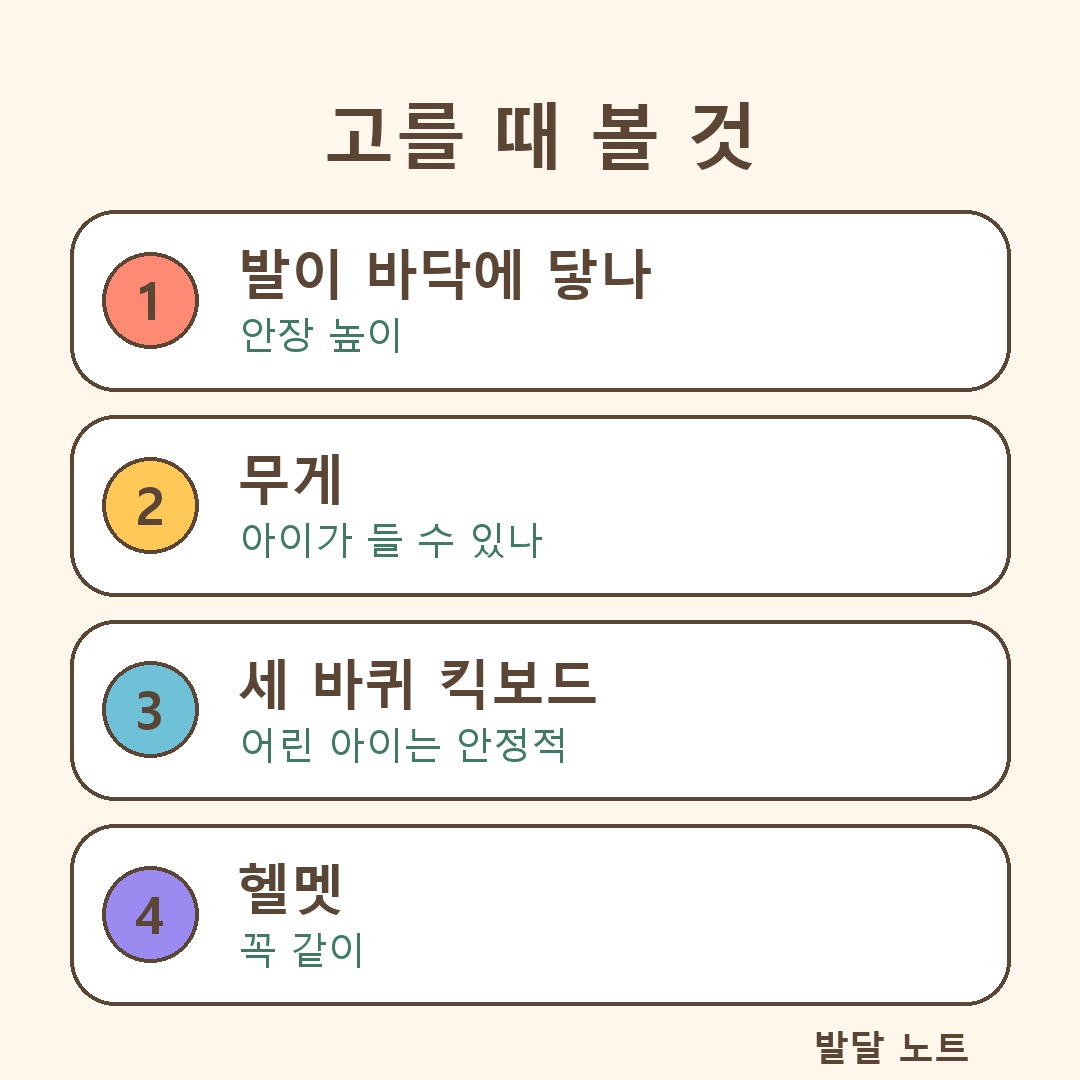 고를 때 볼 것
1
발이 바닥에 닿나
안장 높이
2
무게
아이가 들 수 있나
3
세 바퀴 킥보드
어린 아이는 안정적
4
헬멧
꼭 같이
발달 노트